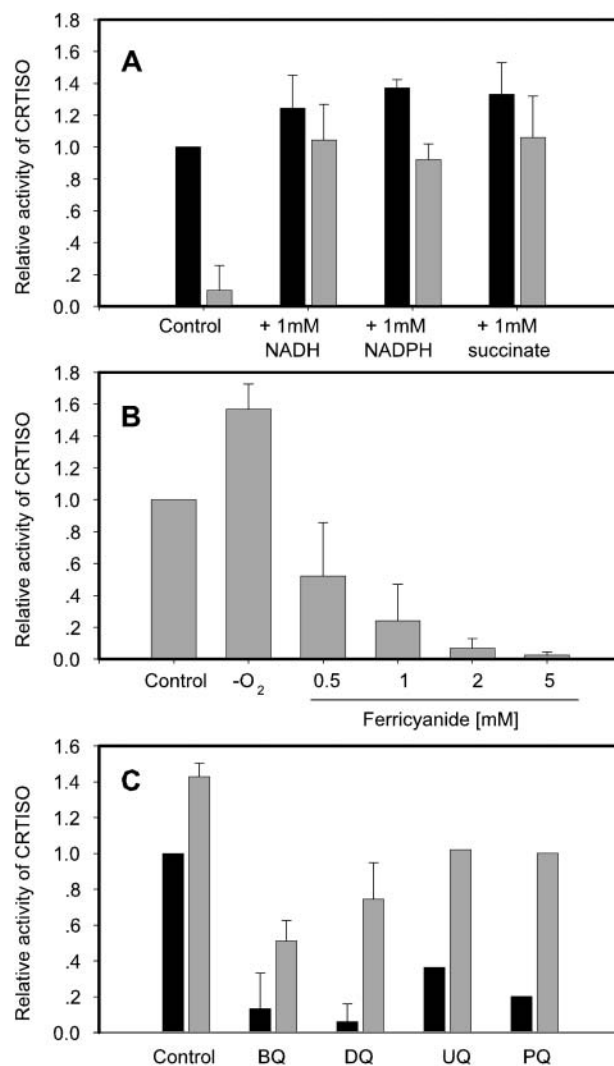 1.8
1.6
1.4
1.2
1.0
.8
.6
.4
.2
0.0
A
Relative activity of CRTISO
Control
+ 1mM NADH
+ 1mM NADPH
+ 1mM succinate
1.8
1.6
1.4
1.2
1.0
.8
.6
.4
.2
0.0
B
Relative activity of CRTISO
Control -O2 0.5 1 2 5
Ferricyanide [mM]
1.6
1.4
1.2
1.0
.8
.6
.4
.2
0.0
C
Relative activity of CRTISO
Control BQ DQ UQ PQ